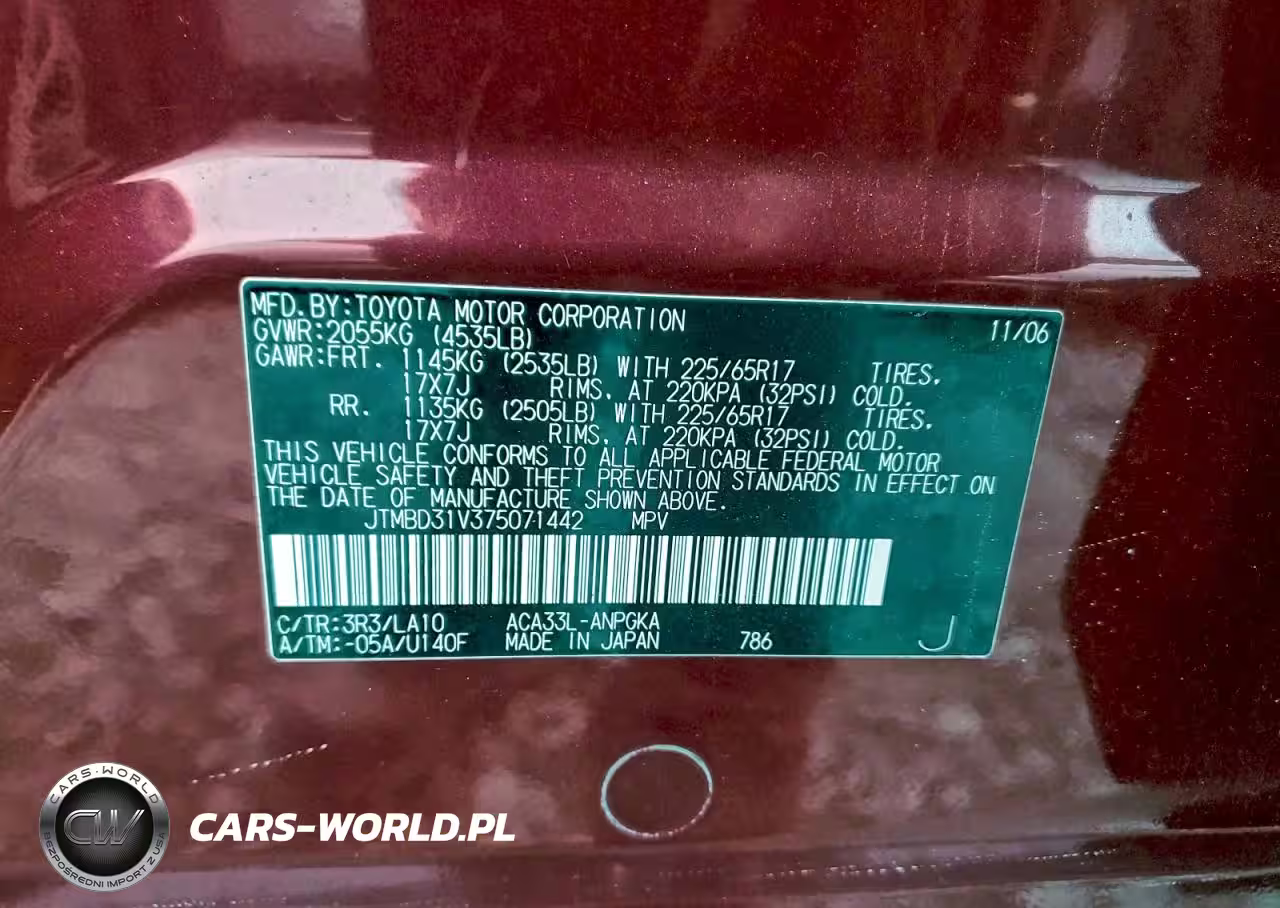 MFD.BY:TOYOTA MOTOR CORPORATION 11/06
GVWR:2055KG (4535LB)
GAWR:FRT. 1145KG (2535LB) WITH 225/65R17 TIRES.
17X7J RIMS. AT 220KPA (32PSI) COLD.
RR. 1135KG (2505LB) WITH 225/65R17 TIRES.
17X7J RIMS. AT 220KPA (32PSI) COLD.
THIS VEHICLE CONFORMS TO ALL APPLICABLE FEDERAL MOTOR
VEHICLE SAFETY AND THEFT PREVENTION STANDARDS IN EFFECT ON
THE DATE OF MANUFACTURE SHOWN ABOVE.
JTMBD31V375071442 MPV
C/TR:3R3/LA10 ACA33L-ANPGKA
A/TM:-05A/U140F MADE IN JAPAN 786 J
CARS-WORLD
CW
BEZPOŚREDNI IMPORT Z USA
CARS-WORLD.PL